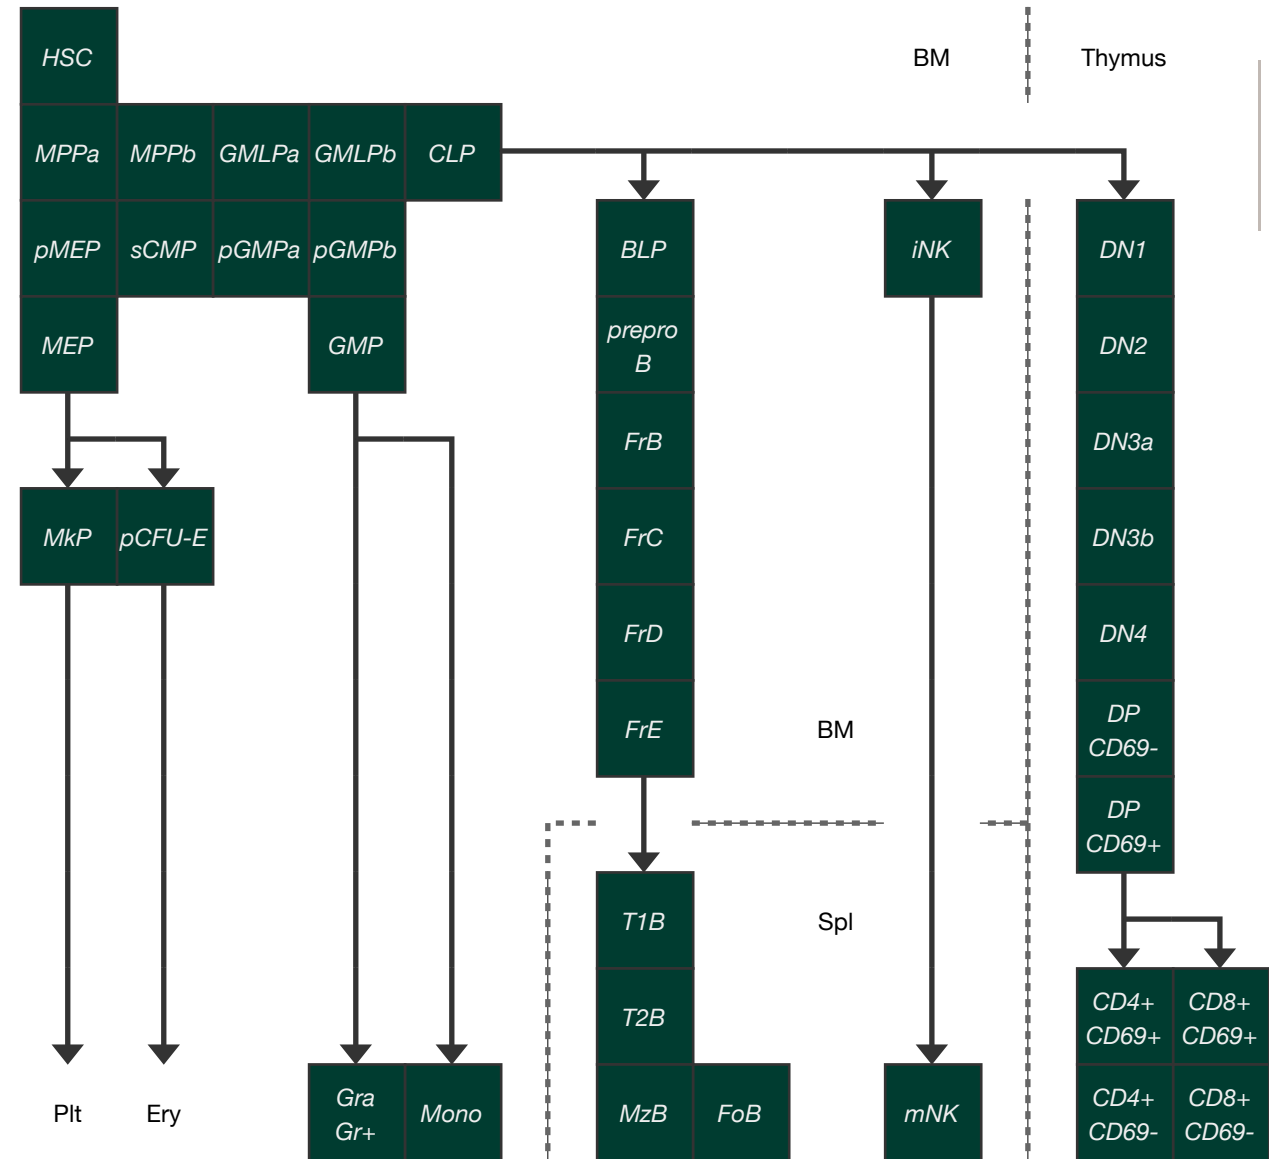 HSC
BM
Thymus
MPPa
MPPb
GMLPa
GMLPb
CLP
pMEP
sCMP
pGMPa
pGMPb
BLP
iNK
DN1
MEP
GMP
prepro
B
DN2
FrB
DN3a
MkP
pCFU-E
FrC
DN3b
FrD
DN4
FrE
BM
DP
CD69-
DP
CD69+
T1B
Spl
T2B
CD4+
CD69+
CD8+
CD69+
Plt
Ery
Gra
Gr+
Mono
MzB
FoB
mNK
CD4+
CD69-
CD8+
CD69-